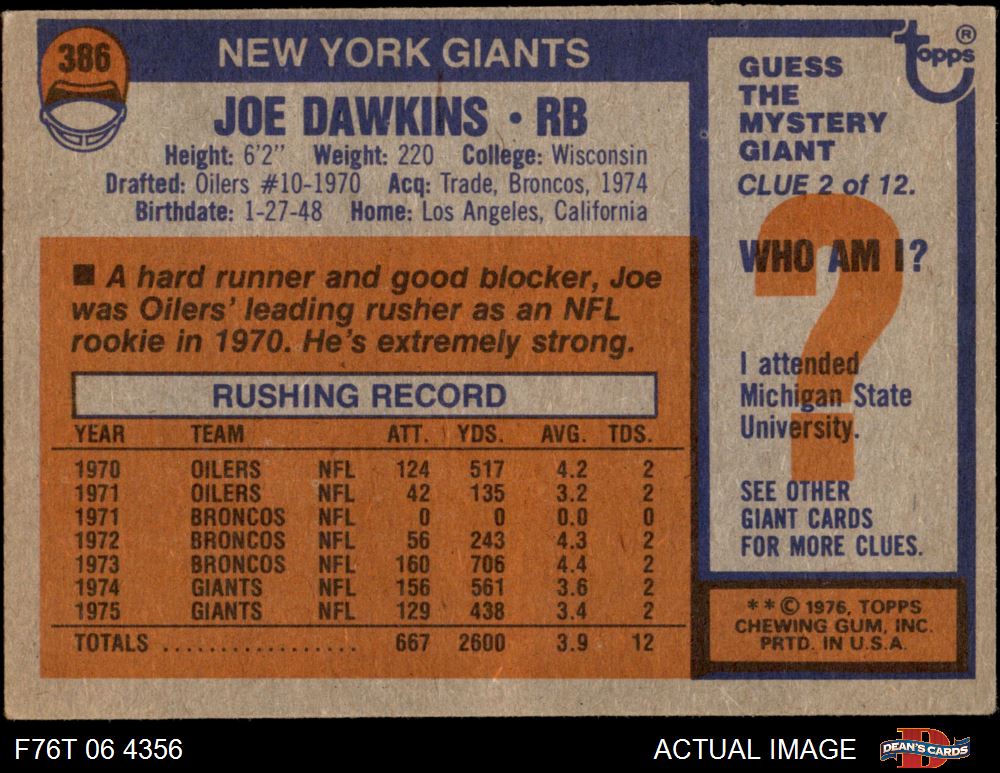 386
NEW YORK GIANTS
JOE DAWKINS • RB
Height: 6'2" Weight: 220 College: Wisconsin
Drafted: Oilers #10-1970 Acq: Trade, Broncos, 1974
Birthdate: 1-27-48 Home: Los Angeles, California
■ A hard runner and good blocker, Joe
was Oilers' leading rusher as an NFL
rookie in 1970. He's extremely strong.
RUSHING RECORD
YEAR TEAM ATT. YDS. AVG. TDS.
1970 OILERS NFL 124 517 4.2 2
1971 OILERS NFL 42 135 3.2 2
1971 BRONCOS NFL 0 0 0.0 0
1972 BRONCOS NFL 56 243 4.3 2
1973 BRONCOS NFL 160 706 4.4 2
1974 GIANTS NFL 156 561 3.6 2
1975 GIANTS NFL 129 438 3.4 2
TOTALS ................. 667 2600 3.9 12
topps ®
GUESS
THE
MYSTERY
GIANT
CLUE 2 of 12.
WHO AM I?
?
I attended
Michigan State
University.
SEE OTHER
GIANT CARDS
FOR MORE CLUES.
* * © 1976, TOPPS
CHEWING GUM, INC.
PRTD. IN U.S.A.
F76T 06 4356
ACTUAL IMAGE
DEAN'S CARDS